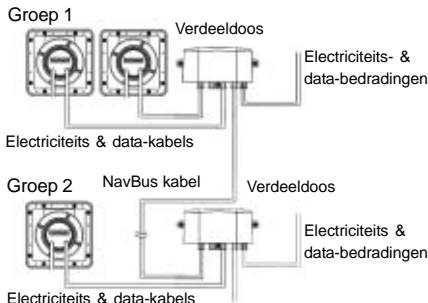 Groep 1
Verdeeldoos
Electriciteits- &
data-bedradingen
Electriciteits & data-kabels
Groep 2
NavBus kabel
Verdeeldoos
Electriciteits &
data-bedradingen
Electriciteits & data-kabels